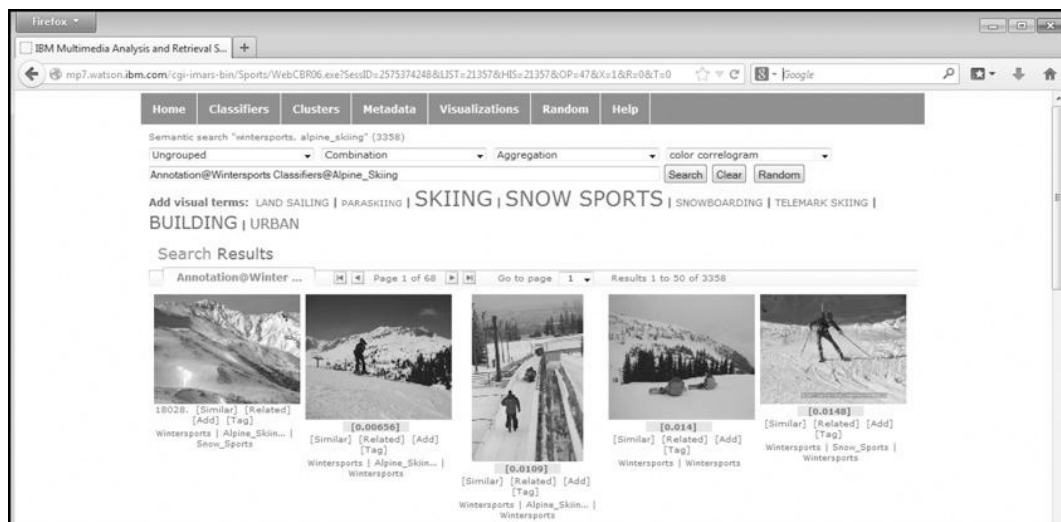 Firefox
IBM Multimedia Analysis and Retrieval S...
mp7.watson.ibm.com/cgi-imars-bin/Sports/WebCBR06.exe?SessID=2575374248&LIST=21357&HIS=21357&OP=47&X=1&R=0&T=0
Google
Home Classifiers Clusters Metadata Visualizations Random Help
Semantic search "wintersports, alpine_skiing" (3358)
Ungrouped Combination Aggregation color correlogram
Annotation@Wintersports Classifiers@Alpine_Skiing Search Clear Random
Add visual terms: LAND SAILING | PARASKIING | SKIING | SNOW SPORTS | SNOWBOARDING | TELEMARK SKIING |
BUILDING | URBAN
Search Results
Annotation@Winter ... Page 1 of 68 Go to page 1 Results 1 to 50 of 3358
18028. [Similar] [Related]
[Add] [Tag]
Wintersports | Alpine_Skiin... |
Snow_Sports
[0.00656]
[Similar] [Related] [Add]
[Tag]
Wintersports | Alpine_Skiin... |
Wintersports
[0.0109]
[Similar] [Related] [Add]
[Tag]
Wintersports | Alpine_Skiin... |
Wintersports
[0.014]
[Similar] [Related] [Add]
[Tag]
Wintersports | Wintersports
[0.0148]
[Similar] [Related] [Add]
[Tag]
Wintersports | Snow_Sports |
Wintersports